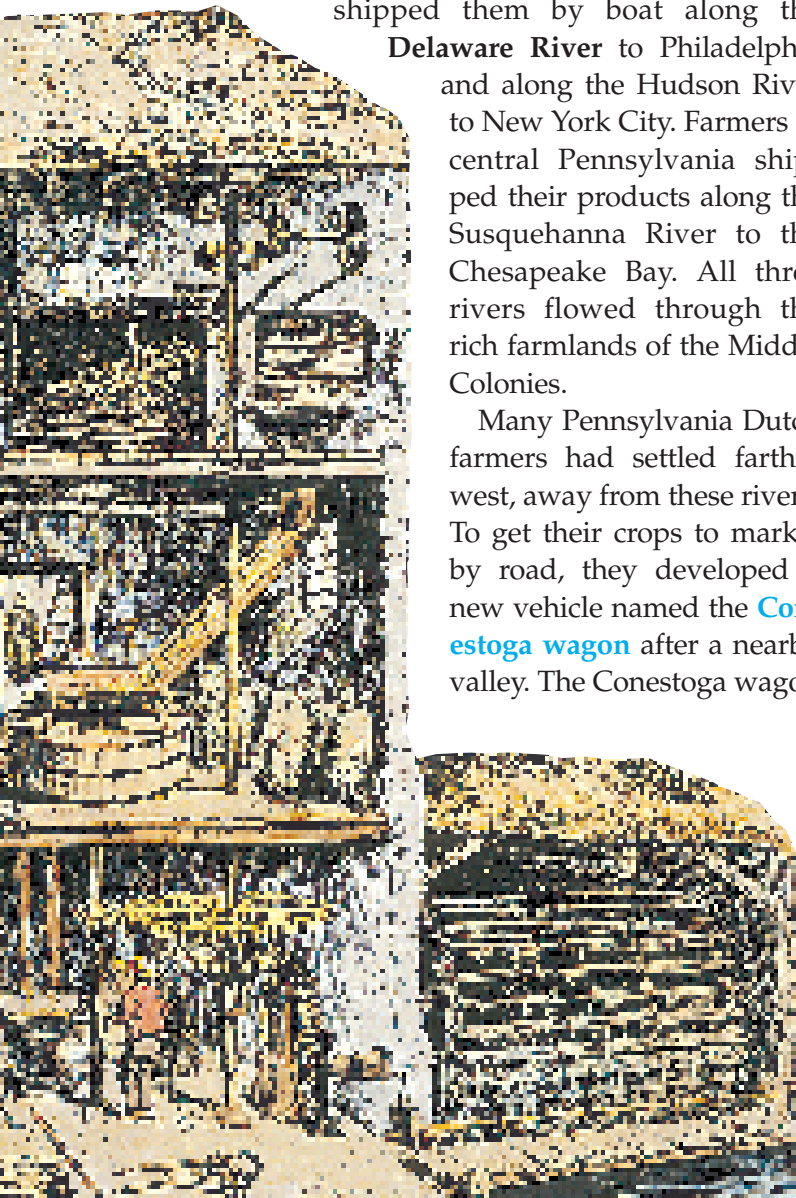 shipped them by boat along th
Delaware River to Philadelph
and along the Hudson Riv
to New York City. Farmers
central Pennsylvania ship
ped their products along th
Susquehanna River to th
Chesapeake Bay. All thr
rivers flowed through th
rich farmlands of the Midd
Colonies.
Many Pennsylvania Dutc
farmers had settled farth
west, away from these river
To get their crops to mark
by road, they developed
new vehicle named the Con
estoga wagon after a nearb
valley. The Conestoga wago